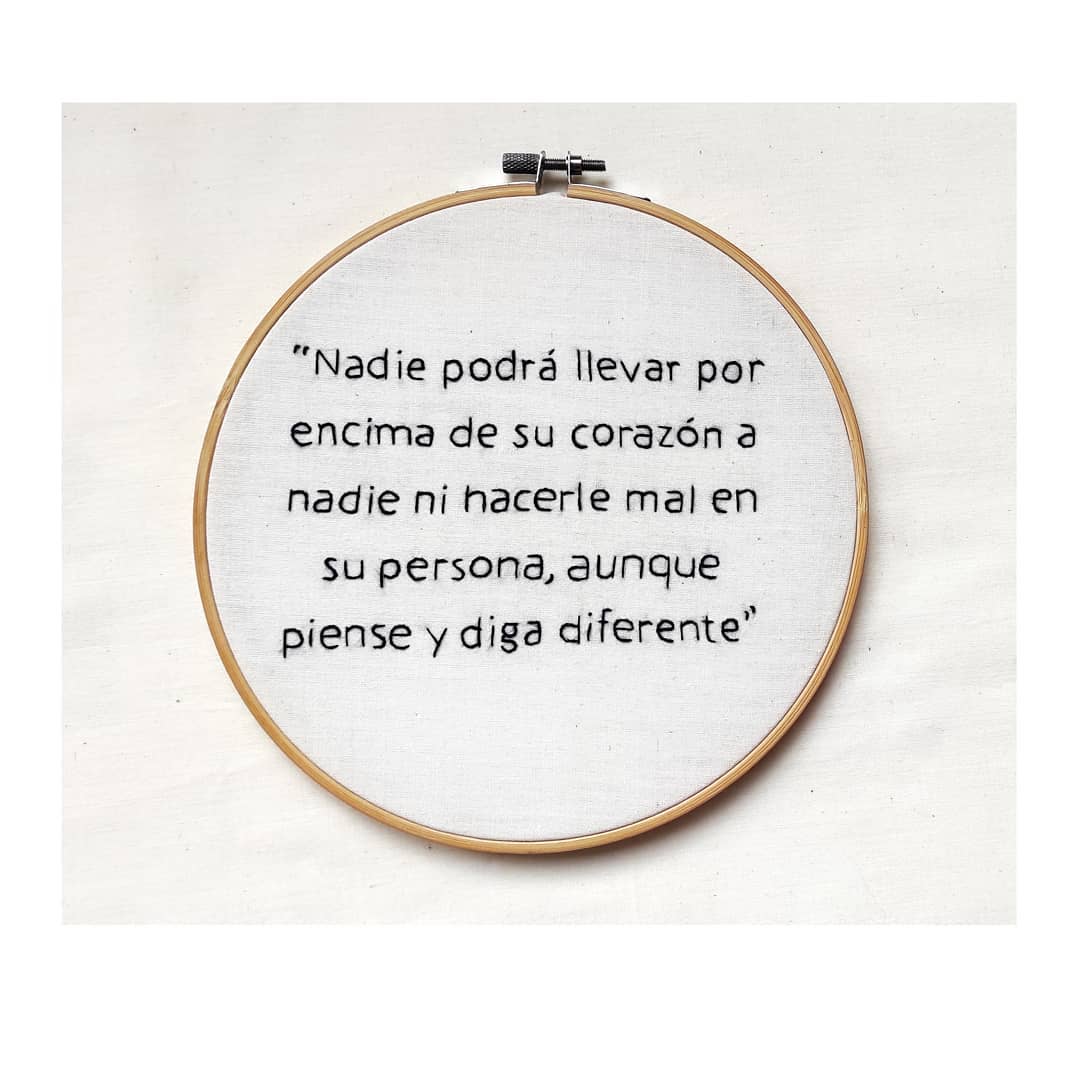 "Nadie podrá llevar por
encima de su corazón a
nadie ni hacerle mal en
su persona, aunque
piense y diga diferente"